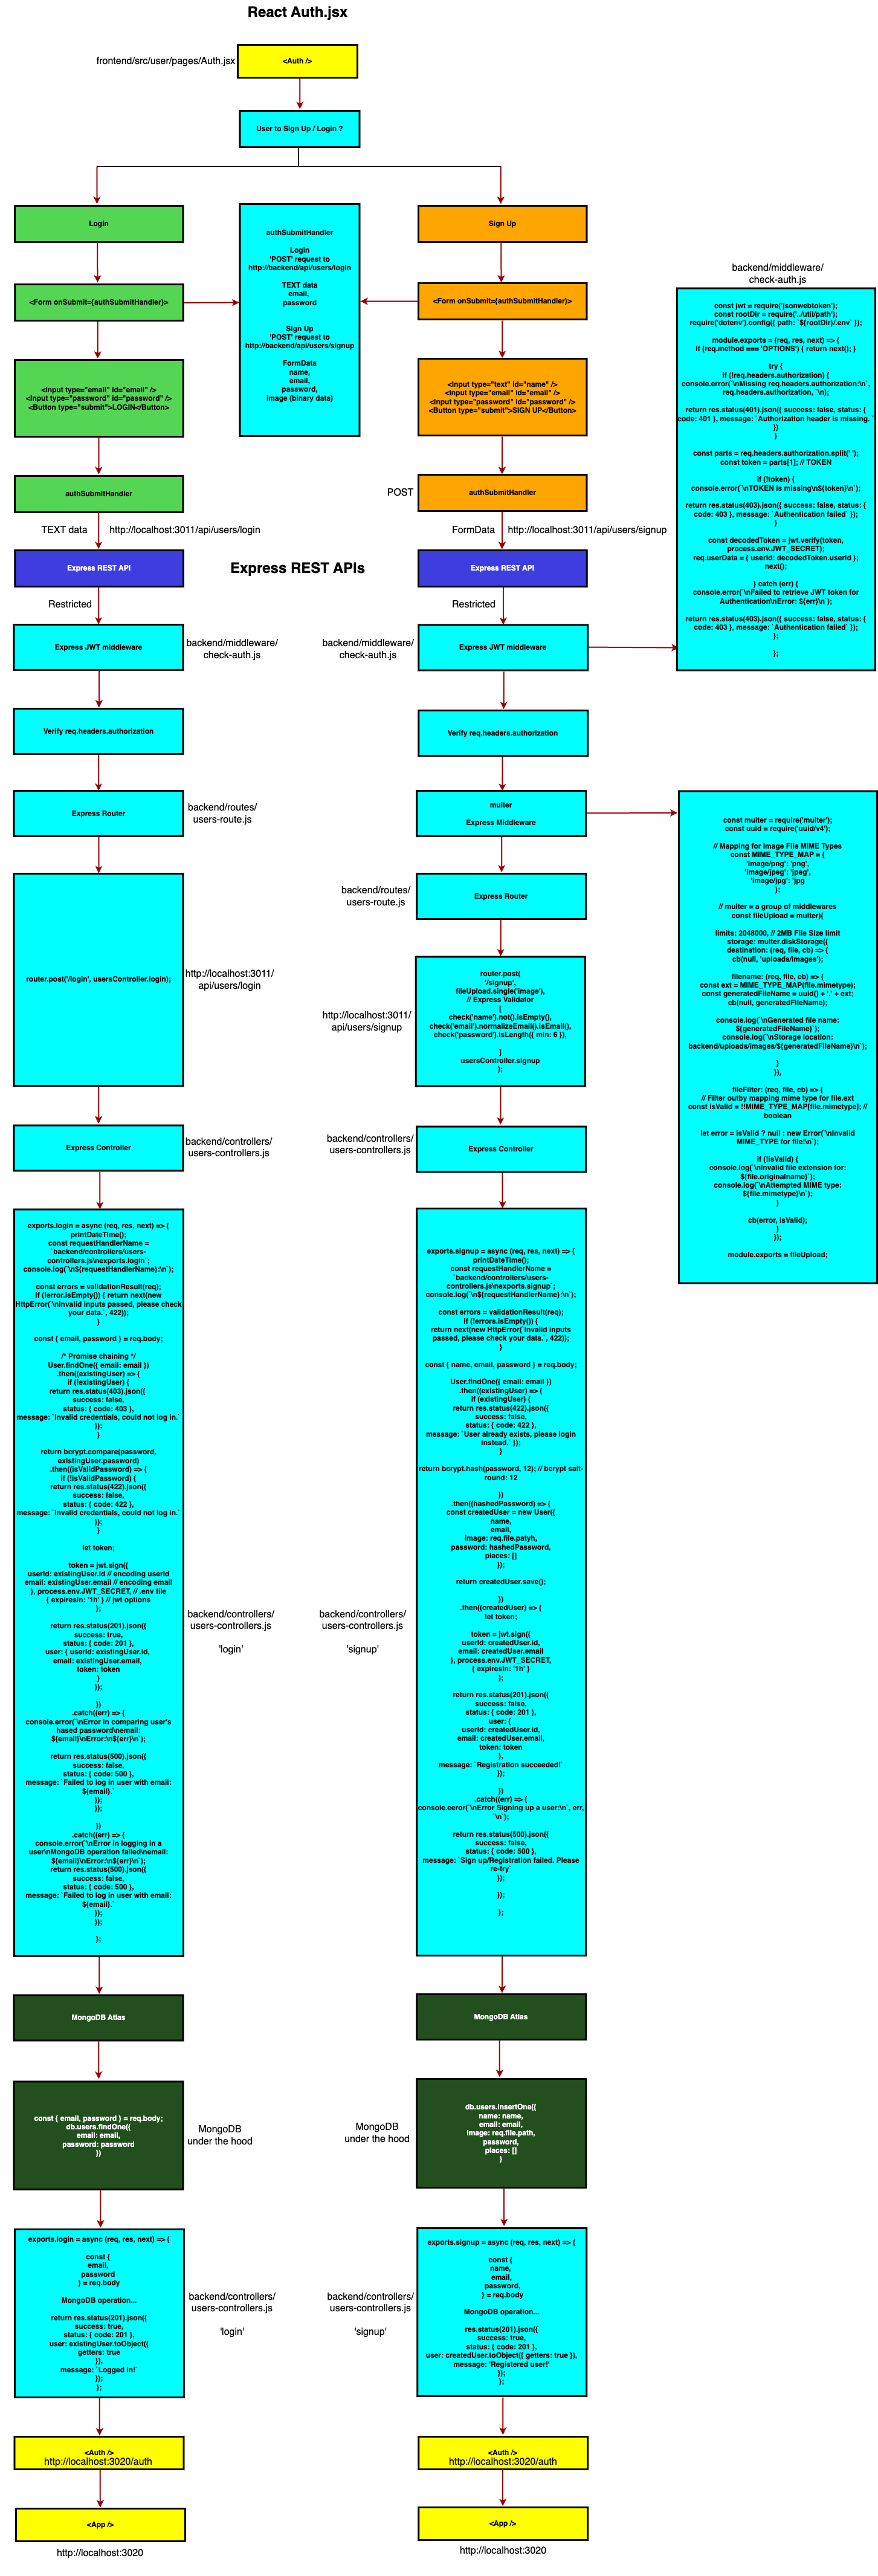 React Auth.jsx
frontend/src/user/pages/Auth.jsx
<Auth />
User to Sign Up / Login ?
Login
<Form onSubmit={authSubmitHandler}>
<Input type="email" id="email" />
<Input type="password" id="password" />
<Button type="submit">LOGIN</Button>
authSubmitHandler
TEXT data
http://localhost:3011/api/users/login
authSubmitHandler
Login
'POST' request to
http://backend/api/users/login
TEXT data
email,
password
Sign Up
'POST' request to
http://backend/api/users/signup
FormData
name,
email,
password,
image (binary data)
Sign Up
<Form onSubmit={authSubmitHandler}>
<Input type="text" id="name" />
<Input type="email" id="email" />
<Input type="password" id="password" />
<Button type="submit">SIGN UP</Button>
POST
authSubmitHandler
FormData
http://localhost:3011/api/users/signup
backend/middleware/
check-auth.js
const jwt = require('jsonwebtoken');
const rootDir = require('../util/path');
require('dotenv').config({ path: `${rootDir}/.env` });
module.exports = (req, res, next) => {
if (req.method === 'OPTIONS') { return next(); }
try {
if (!req.headers.authorization) {
console.error(`\nMissing req.headers.authorization:\n`,
req.headers.authorization, `\n);
return res.status(401).json({ success: false, status: {
code: 401 }, message: `Authorization header is missing. `
})
}
const parts = req.headers.authorization.split(' ');
const token = parts[1]; // TOKEN
if (!token) {
console.error(`\nTOKEN is missing\n${token}\n`);
return res.status(403).json({ success: false, status: {
code: 403 }, message: `Authentication failed` });
}
const decodedToken = jwt.verify(token,
process.env.JWT_SECRET);
req.userData = { userId: decodedToken.userId };
next();
} catch (err) {
console.error(`\nFailed to retrieve JWT token for
Authentication\nError: ${err}\n`);
return res.status(403).json({ success: false, status: {
code: 403 }, message: `Authentication failed` });
};
};
Express REST APIs
Express REST API
Restricted
Express JWT middleware
backend/middleware/
check-auth.js
Verify req.headers.authorization
Express Router
backend/routes/
users-route.js
router.post('/login', usersController.login);
http://localhost:3011/
api/users/login
Express Controller
backend/controllers/
users-controllers.js
Express REST API
Restricted
backend/middleware/
check-auth.js
Express JWT middleware
Verify req.headers.authorization
multer
Express Middleware
backend/routes/
users-route.js
Express Router
http://localhost:3011/
api/users/signup
router.post(
'/signup',
fileUpload.single('image'),
// Express Validator
[
check('name').not().isEmpty(),
check('email').normalizeEmail().isEmail(),
check('password').isLength({ min: 6 }),
]
usersController.signup
);
backend/controllers/
users-controllers.js
Express Controller
const multer = require('multer');
const uuid = require('uuid/v4');
// Mapping for Image File MIME Types
const MIME_TYPE_MAP = {
'image/png': 'png',
'image/jpeg': 'jpeg',
'image/jpg': 'jpg
};
// multer = a group of middlewares
const fileUpload = multer){
limits: 2048000, // 2MB File Size limit
storage: multer.diskStorage({
destination: (req, file, cb) => {
cb(null, 'uploads/images');
filename: (req, file, cb) => {
const ext = MIME_TYPE_MAP(file.mimetype);
const generatedFileName = uuid() + '.' + ext;
cb(null, generatedFileName);
console.log(`\nGenerated file name:
${generatedFileName}`);
console.log(`\nStorage location:
backend/uploads/images/${generatedFileName}\n`);
}
}),
fileFilter: (req, file, cb) => {
// Filter outby mapping mime type for file.ext
const isValid = !!MIME_TYPE_MAP[file.mimetype]; //
boolean
let error = isValid ? null : new Error(`\nInvalid
MIME_TYPE for file!\n`);
if (!isValid) {
console.log(`\nInvalid file extension for:
${file.originalname}`);
console.log(`\nAttempted MIME type:
${file.mimetype}\n`);
}
cb(error, isValid);
}
});
module.exports = fileUpload;
exports.login = async (req, res, next) => {
printDateTime();
const requestHandlerName =
`backend/controllers/users-
controllers.js\nexports.login`;
console.log(`\n${requestHandlerName}:\n`);
const errors = validationResult(req);
if (!error.isEmpty()) { return next(new
HttpError(`\nInvalid inputs passed, please check
your data.`, 422));
}
const { email, password } = req.body;
/* Promise chaining */
User.findOne({ email: email })
.then((existingUser) => {
if (!existingUser) {
return res.status(403).json({
success: false,
status: { code: 403 },
message: `Invalid credentials, could not log in.`
});
}
return bcrypt.compare(password,
existingUser.password)
.then((isValidPassword) => {
if (!isValidPassword) {
return res.status(422).json({
success: false,
status: { code: 422 },
message: `Invalid credentials, could not log in.`
});
}
let token;
token = jwt.sign({
userId: existingUser.id // encoding userId
email: existingUser.email // encoding email
}, process.env.JWT_SECRET, // .env file
{ expiresIn: '1h' } // jwt options
};
return res.status(201).json({
success: true,
status: { code: 201 },
user: { userId: existingUser.id,
email: existingUser.email,
token: token
}
});
})
.catch((err) => {
console.error(`\nError in comparing user's
hased password\nemail:
${email}\nError:\n${err}\n`);
return res.status(500).json({
success: false,
status: { code: 500 },
message: `Failed to log in user with email:
${email}.`
});
});
})
.catch((err) => {
console.error(`\nError in logging in a
user\nMongoDB operation failed\nemail:
${email}\nError:\n${err}\n`);
return res.status(500).json({
success: false,
status: { code: 500 },
message: `Failed to log in user with email:
${email}.`
});
});
};
backend/controllers/
users-controllers.js
'login'
backend/controllers/
users-controllers.js
'signup'
exports.signup = async (req, res, next) => {
printDateTime();
const requestHandlerName =
`backend/controllers/users-
controllers.js\nexports.signup`;
console.log(`\n${requestHandlerName}:\n`);
const errors = validationResult(req);
if (!errors.isEmpty()) {
return next(new HttpError(`Invalid inputs
passed, please check your data.`, 422));
}
const { name, email, password } = req.body;
User.findOne({ email: email })
.then((existingUser) => {
if (existingUser) {
return res.status(422).json({
success: false,
status: { code: 422 },
message: `User already exists, please login
instead.` });
}
return bcrypt.hash(password, 12); // bcrypt salt-
round: 12
})
.then((hashedPassword) => {
const createdUser = new User({
name,
email,
image: req.file.patyh,
password: hashedPassword,
places: []
});
return createdUser.save();
})
.then((createdUser) => {
let token;
token = jwt.sign({
userId: createdUser.id,
email: createdUser.email
}, process.env.JWT_SECRET,
{ expiresIn: '1h' }
);
return res.status(201).json({
success: false,
status: { code: 201 },
user: {
userId: createdUser.id,
email: createdUser.email,
token: token
},
message: `Registration succeeded!`
});
})
.catch((err) => {
console.eeror(`\nError Signing up a user:\n`, err,
`\n`);
return res.status(500).json({
success: false,
status: { code: 500 },
message: `Sign up/Registration failed. Please
re-try`
});
});
};
MongoDB Atlas
const { email, password } = req.body;
db.users.findOne({
email: email,
password: password
})
MongoDB
under the hood
MongoDB Atlas
MongoDB
under the hood
db.users.insertOne({
name: name,
email: email,
image: req.file.path,
password,
places: []
}
exports.login = async (req, res, next) => {
const {
email,
password
} = req.body
MongoDB operation...
return res.status(201).json({
success: true,
status: { code: 201 },
user: existingUser.toObject({
getters: true
}),
message: `Logged in!`
});
};
backend/controllers/
users-controllers.js
'login'
backend/controllers/
users-controllers.js
'signup'
exports.signup = async (req, res, next) => {
const {
name,
email,
password,
} = req.body
MongoDB operation...
res.status(201).json({
success: true,
status: { code: 201 },
user: createdUser.toObject({ getters: true }),
message: 'Registered user!'
});
};
<Auth />
http://localhost:3020/auth
<App />
http://localhost:3020
<Auth />
http://localhost:3020/auth
<App />
http://localhost:3020